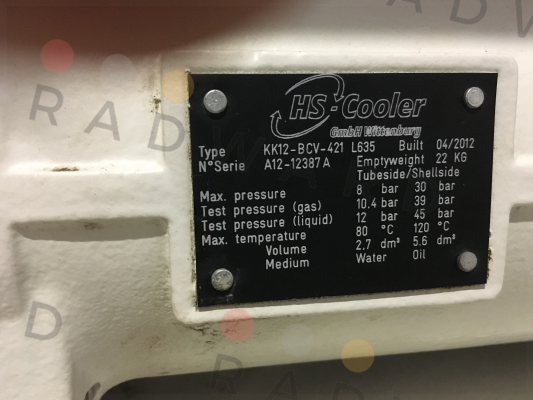 HS-Cooler
GmbH Wittenburg
Type KK12-BCV-421 L635 Built 04/2012
N° Serie A12-12387 A Emptyweight 22 KG
Tubeside/Shellside
Max. pressure 8 bar 30 bar
Test pressure (gas) 10.4 bar 39 bar
Test pressure (liquid) 12 bar 45 bar
Max. temperature 80 °C 120 °C
Volume 2.7 dm³ 5.6 dm³
Medium Water Oil